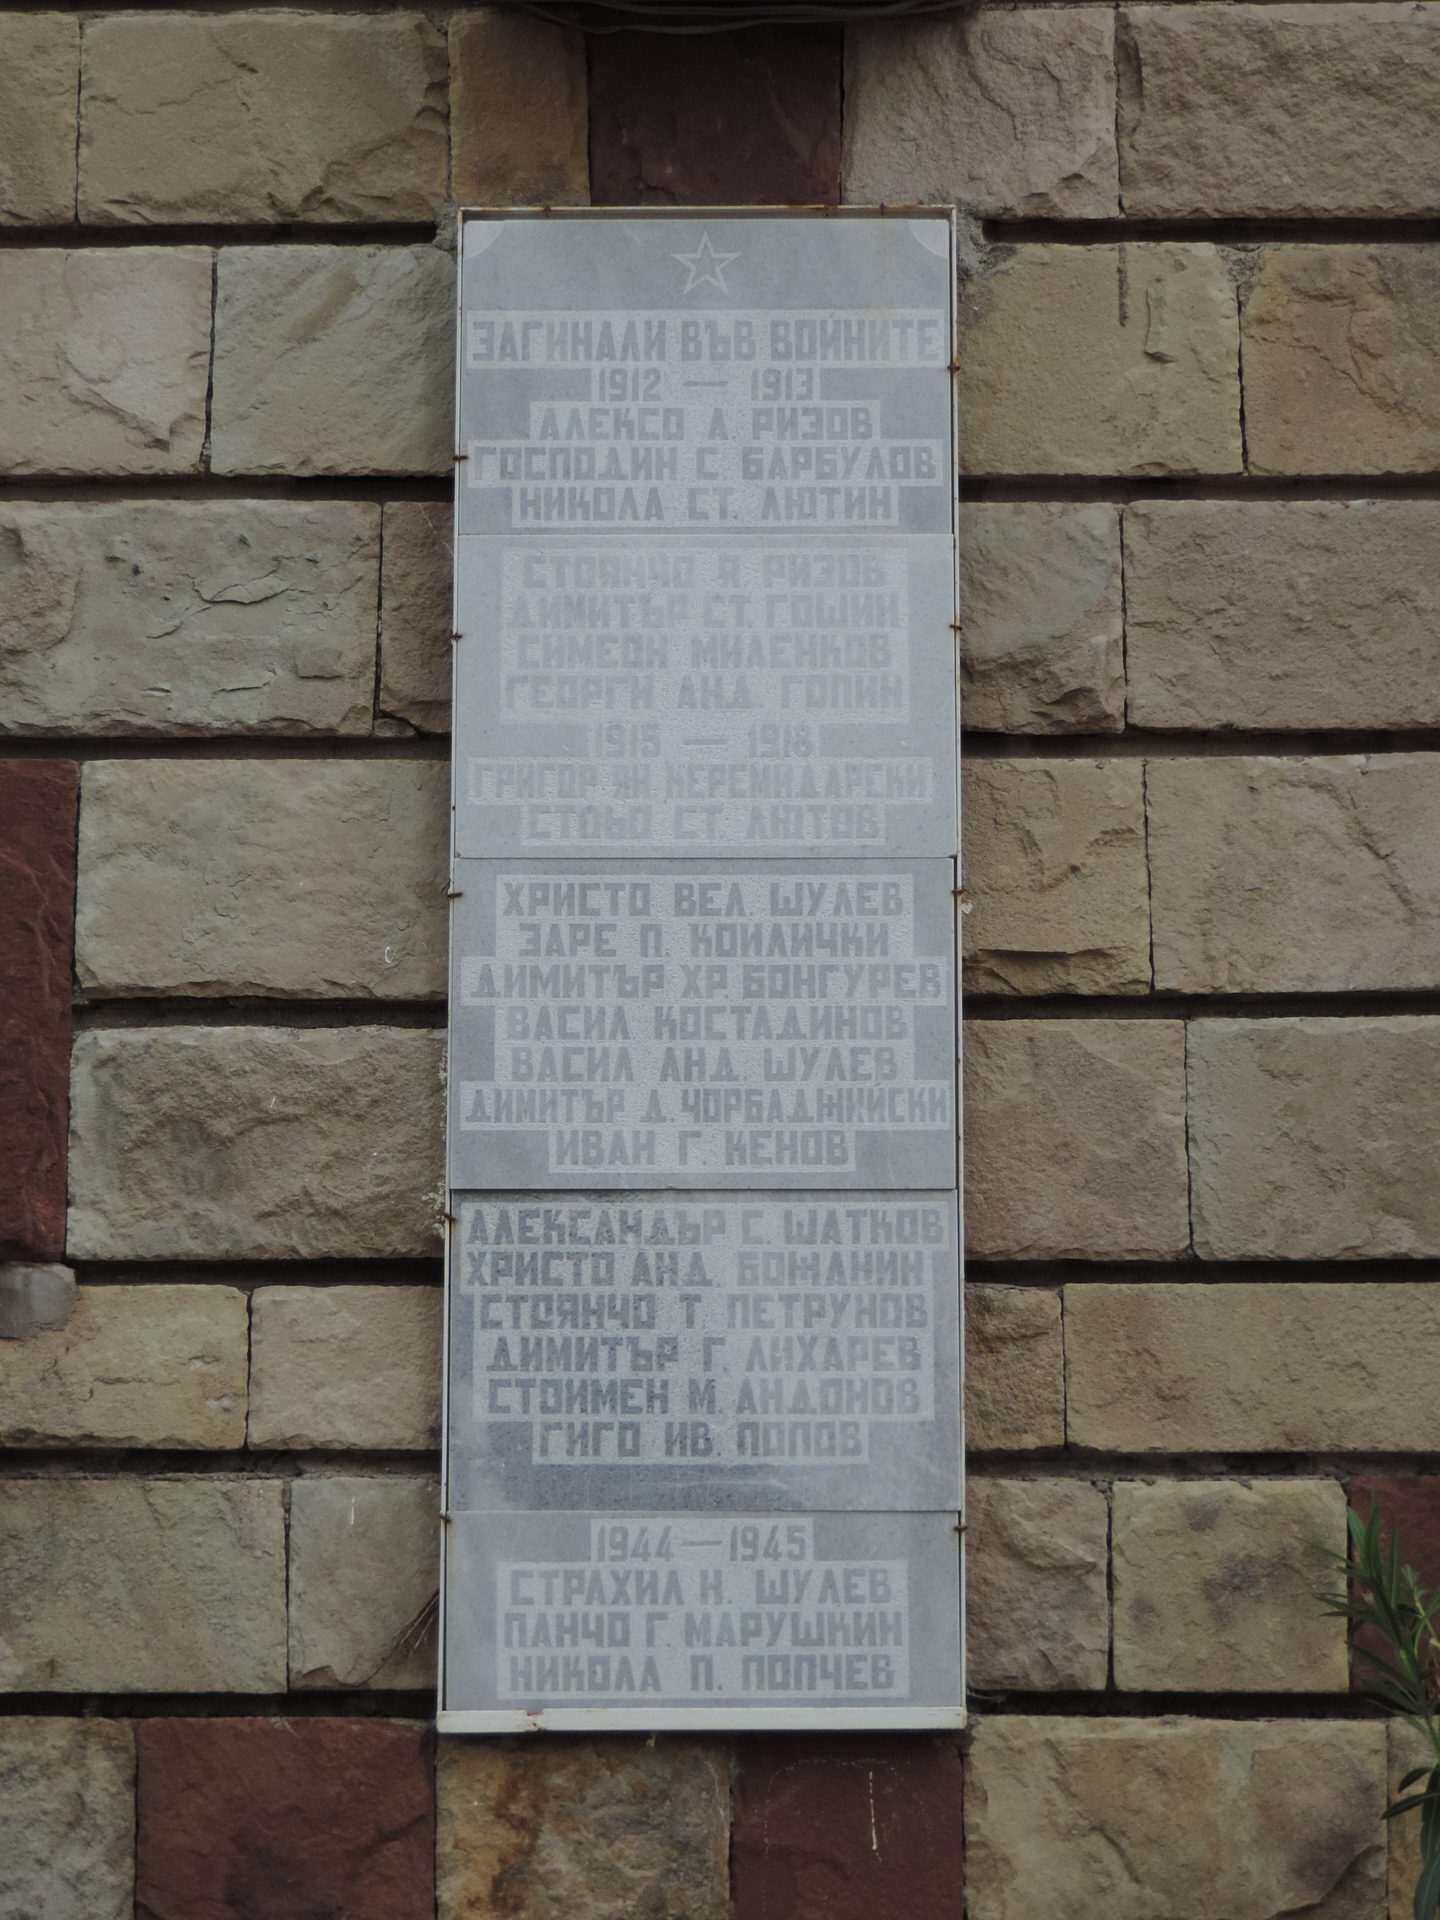 ЗАГИНАЛИ ВЪВ ВОЙНИТЕ
1912 — 1913
АЛЕКСО А. РИЗОВ
ГОСПОДИН С. БАРБУЛОВ
НИКОЛА СТ. ЛЮТИН
СТОЯНЧО Я. РИЗОВ
ДИМИТЪР СТ. ГОШИН
СИМЕОН МИЛЕНКОВ
ГЕОРГИ АНД. ГОПИН
1915 — 1918
ГРИГОР ЯН. КЕРЕМИДАРСКИ
СТОЬО СТ. ЛЮТОВ
ХРИСТО ВЕЛ. ШУЛЕВ
ЗАРЕ П. КОИЛИЧКИ
ДИМИТЪР ХР. БОНГУРЕВ
ВАСИЛ КОСТАДИНОВ
ВАСИЛ АНД. ШУЛЕВ
ДИМИТЪР Д. ЧОРБАДЖИЙСКИ
ИВАН Г. КЕНОВ
АЛЕКСАНДЪР С. ШАТКОВ
ХРИСТО АНД. БОЖАНИН
СТОЯНЧО Т. ПЕТРУНОВ
ДИМИТЪР Г. ЛИХАРЕВ
СТОИМЕН М. АНДОНОВ
ГИГО ИВ. ПОПОВ
1944 — 1945
СТРАХИЛ Н. ШУЛЕВ
ПАНЧО Г. МАРУШКИН
НИКОЛА П. ПОПЧЕВ